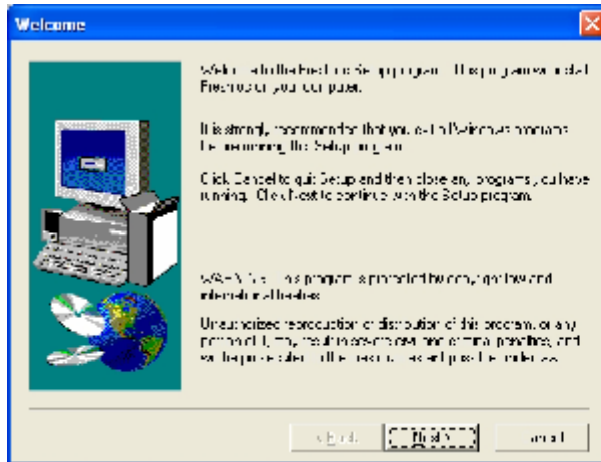 Welcome
Welcome to the Setup program. This program will install
on your computer.
It is strongly recommended that you exit all Windows programs
before running this Setup program.
Click Cancel to quit Setup and then close any programs you have
running. Click Next to continue with the Setup program.
WARNING: This program is protected by copyright law and
international treaties.
Unauthorized reproduction or distribution of this program, or any
portion of it, may result in severe civil and criminal penalties, and
will be prosecuted to the maximum extent possible under law.
< Back
Next >
Cancel